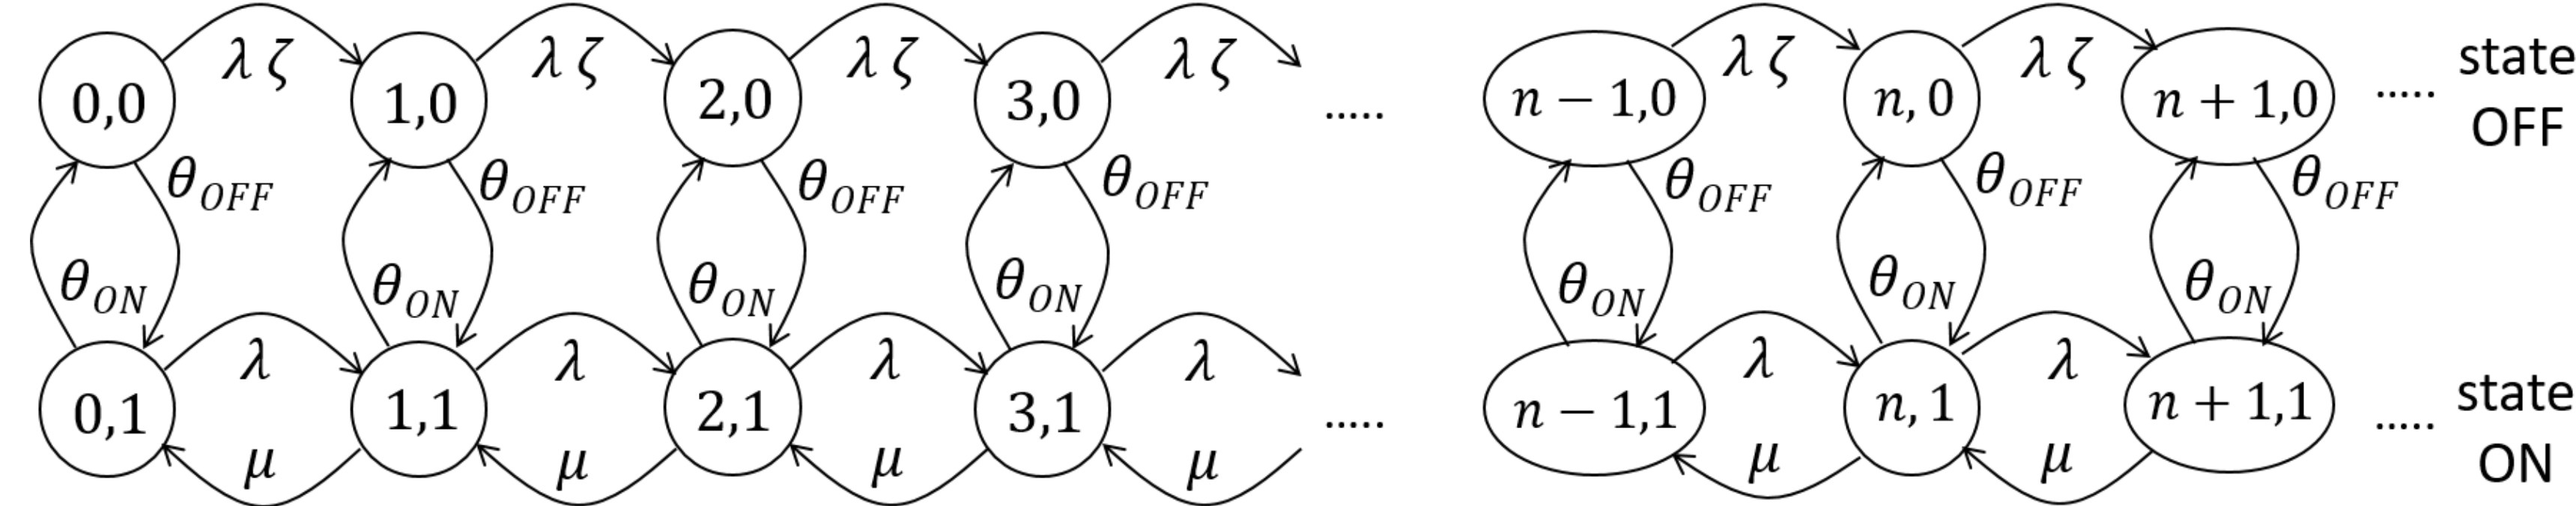 λ ζ λ ζ λ ζ λ ζ λ ζ λ ζ state
0,0 1,0 2,0 3,0 ..... n − 1,0 n, 0 n + 1,0 ..... OFF
θ_OFF θ_OFF θ_OFF θ_OFF θ_OFF θ_OFF θ_OFF
θ_ON θ_ON θ_ON θ_ON θ_ON θ_ON θ_ON
λ λ λ λ λ λ state
0,1 1,1 2,1 3,1 ..... n − 1,1 n, 1 n + 1,1 ..... ON
μ μ μ μ μ μ